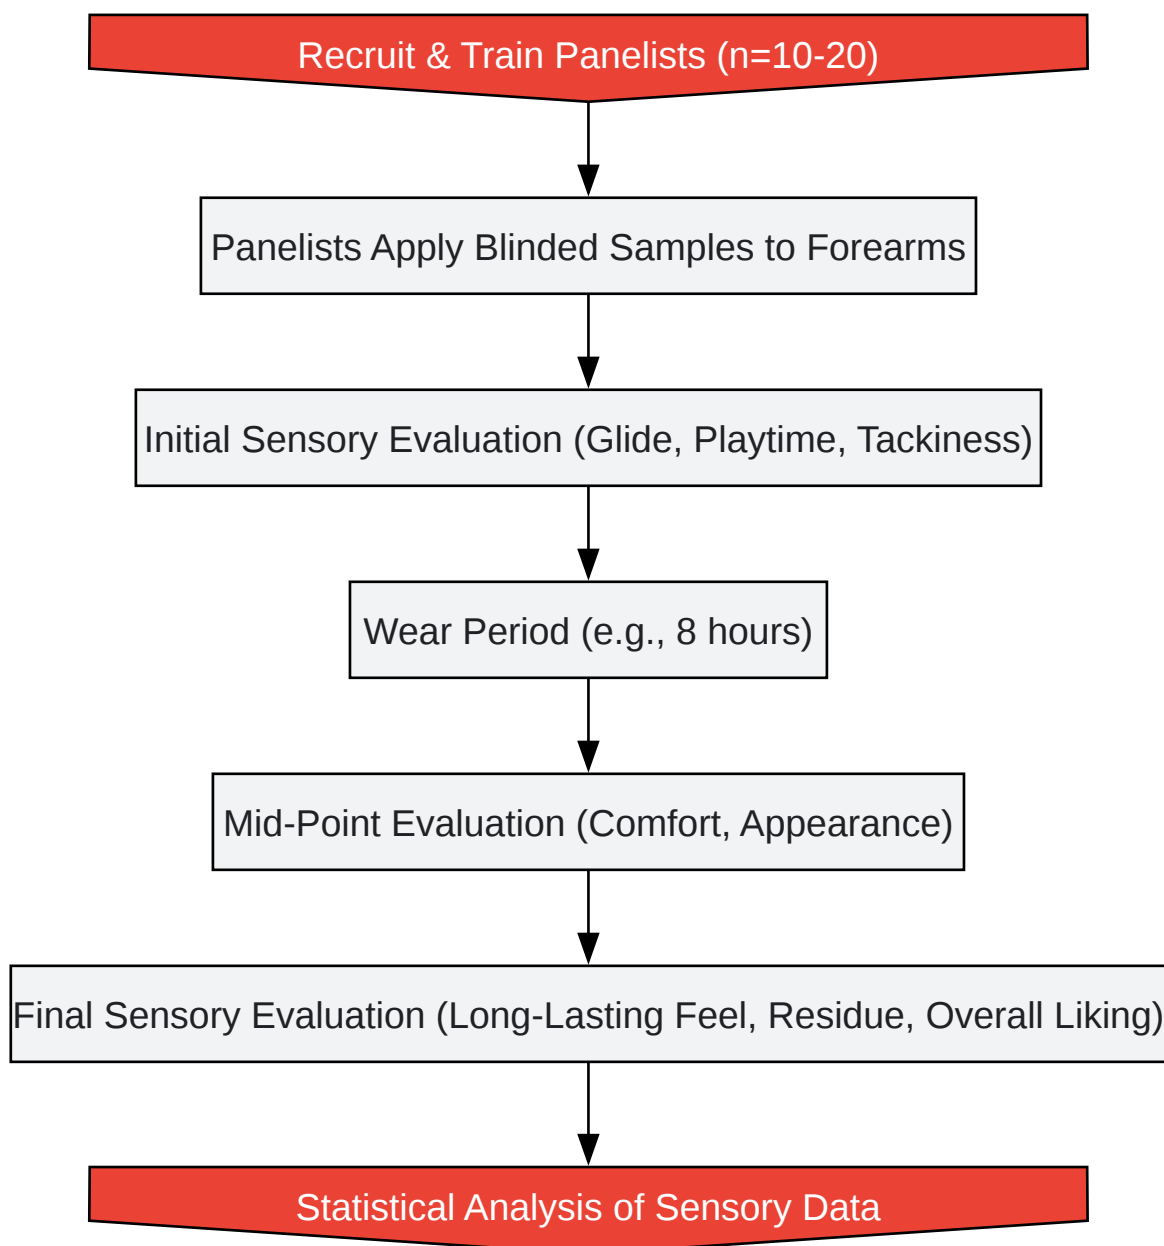 Recruit & Train Panelists (n=10-20)
Panelists Apply Blinded Samples to Forearms
Initial Sensory Evaluation (Glide, Playtime, Tackiness)
Wear Period (e.g., 8 hours)
Mid-Point Evaluation (Comfort, Appearance)
Final Sensory Evaluation (Long-Lasting Feel, Residue, Overall Liking)
Statistical Analysis of Sensory Data